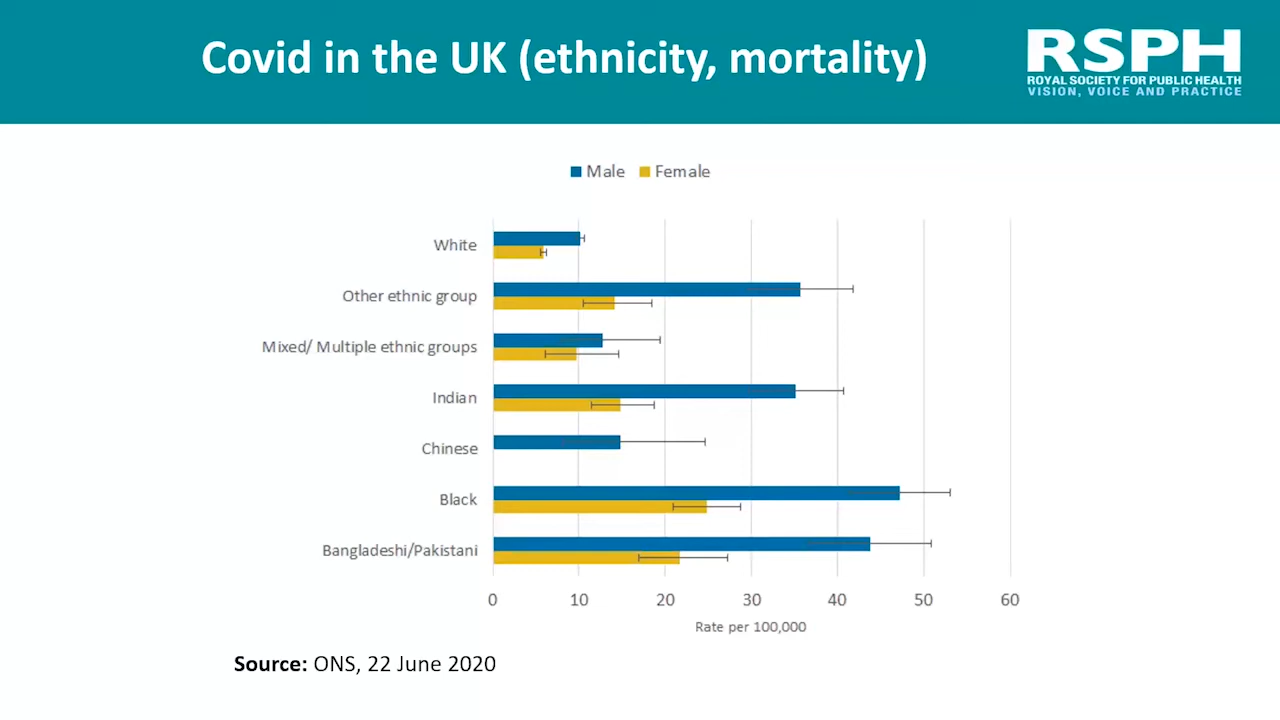 Covid in the UK (ethnicity, mortality)
RSPH
ROYAL SOCIETY FOR PUBLIC HEALTH
VISION, VOICE AND PRACTICE
Male Female
White
Other ethnic group
Mixed/ Multiple ethnic groups
Indian
Chinese
Black
Bangladeshi/Pakistani
0 10 20 30 40 50 60
Rate per 100,000
Source: ONS, 22 June 2020